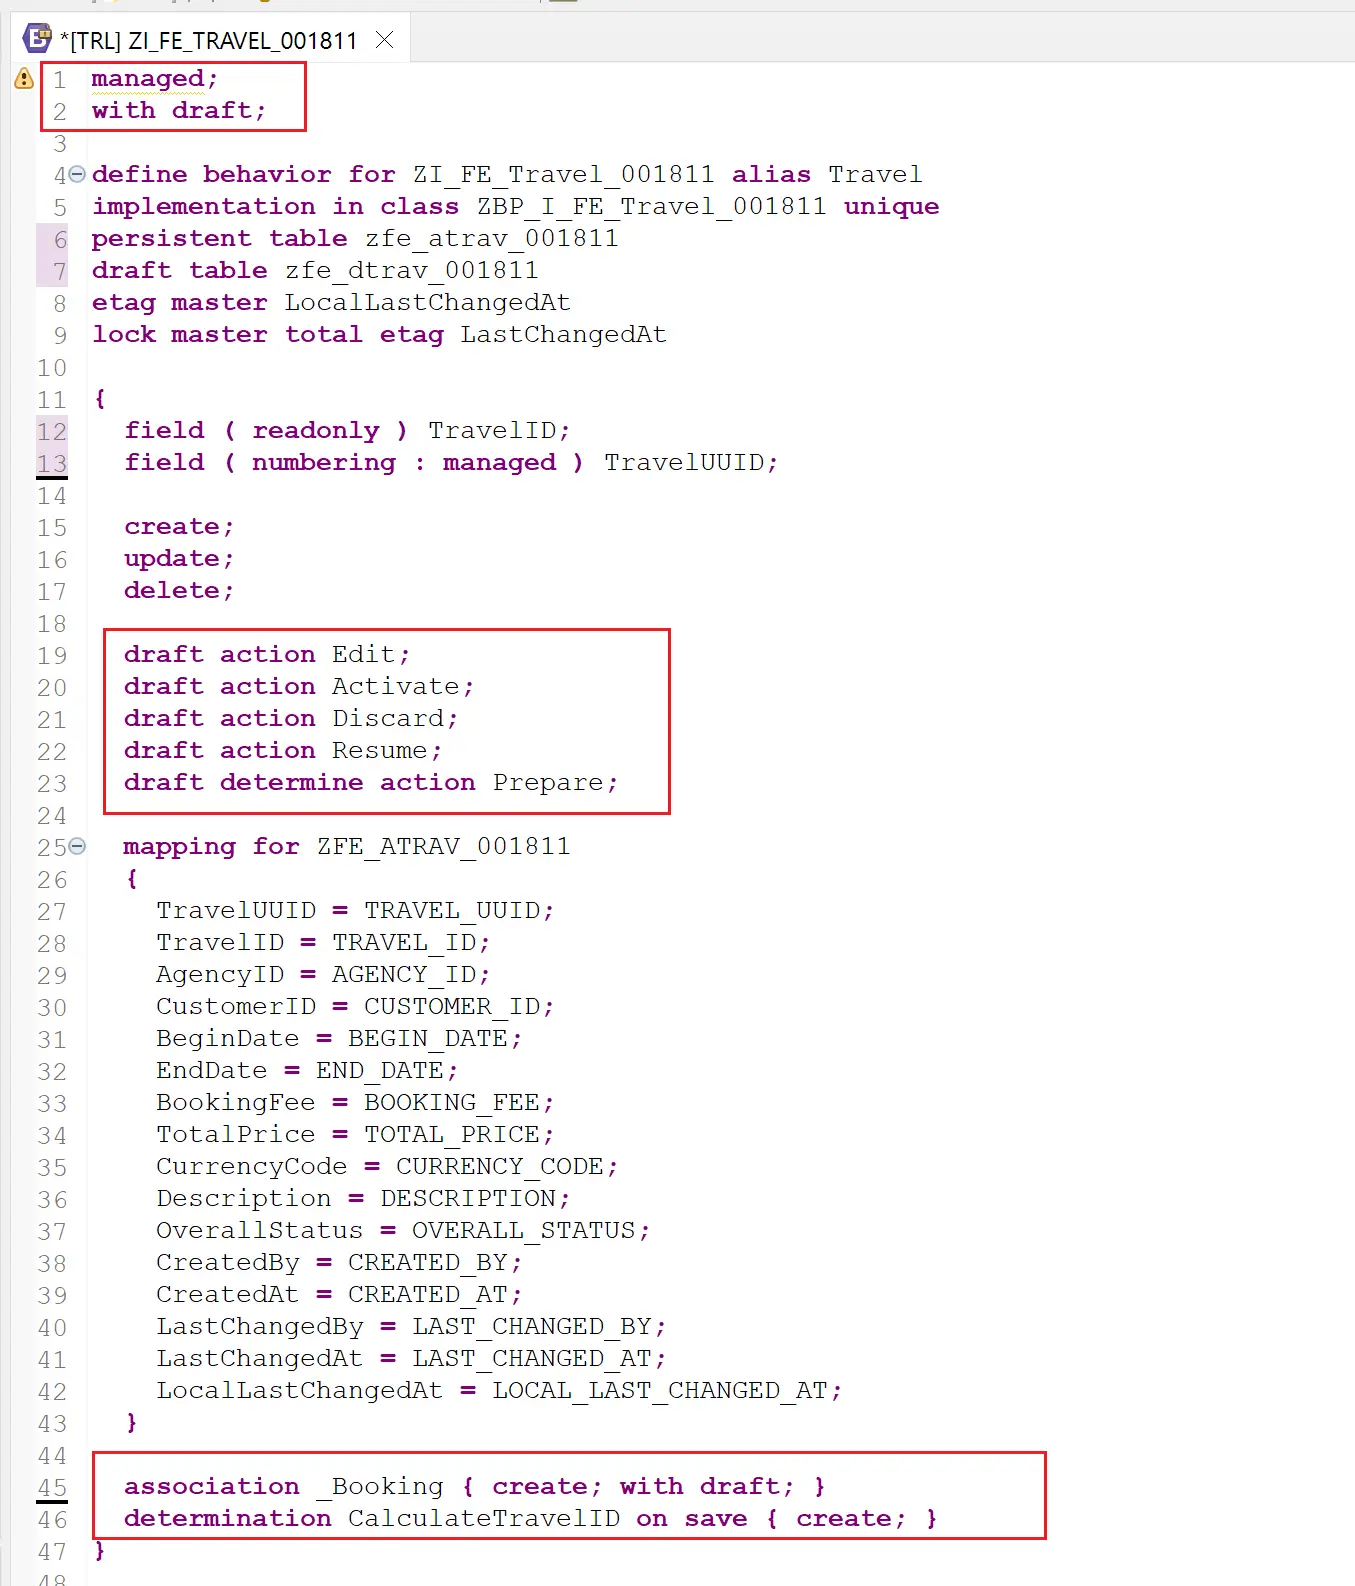 *[TRL] ZI_FE_TRAVEL_001811
1 managed;
2 with draft;
3
4 define behavior for ZI_FE_Travel_001811 alias Travel
5 implementation in class ZBP_I_FE_Travel_001811 unique
6 persistent table zfe_atrav_001811
7 draft table zfe_dtrav_001811
8 etag master LocalLastChangedAt
9 lock master total etag LastChangedAt
10
11 {
12 field ( readonly ) TravelID;
13 field ( numbering : managed ) TravelUUID;
14
15 create;
16 update;
17 delete;
18
19 draft action Edit;
20 draft action Activate;
21 draft action Discard;
22 draft action Resume;
23 draft determine action Prepare;
24
25 mapping for ZFE_ATRAV_001811
26 {
27 TravelUUID = TRAVEL_UUID;
28 TravelID = TRAVEL_ID;
29 AgencyID = AGENCY_ID;
30 CustomerID = CUSTOMER_ID;
31 BeginDate = BEGIN_DATE;
32 EndDate = END_DATE;
33 BookingFee = BOOKING_FEE;
34 TotalPrice = TOTAL_PRICE;
35 CurrencyCode = CURRENCY_CODE;
36 Description = DESCRIPTION;
37 OverallStatus = OVERALL_STATUS;
38 CreatedBy = CREATED_BY;
39 CreatedAt = CREATED_AT;
40 LastChangedBy = LAST_CHANGED_BY;
41 LastChangedAt = LAST_CHANGED_AT;
42 LocalLastChangedAt = LOCAL_LAST_CHANGED_AT;
43 }
44
45 association _Booking { create; with draft; }
46 determination CalculateTravelID on save { create; }
47 }
48